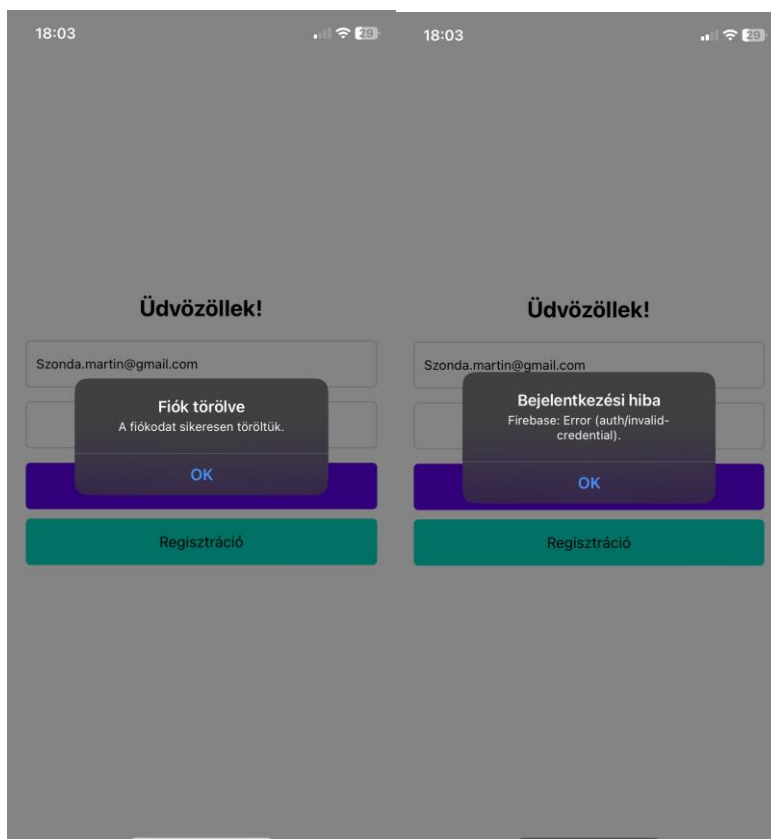 18:03
29
Üdvözöllek!
Szonda.martin@gmail.com
Fiók törölve
A fiókodat sikeresen töröltük.
OK
Regisztráció
18:03
29
Üdvözöllek!
Szonda.martin@gmail.com
Bejelentkezési hiba
Firebase: Error (auth/invalid-
credential).
OK
Regisztráció